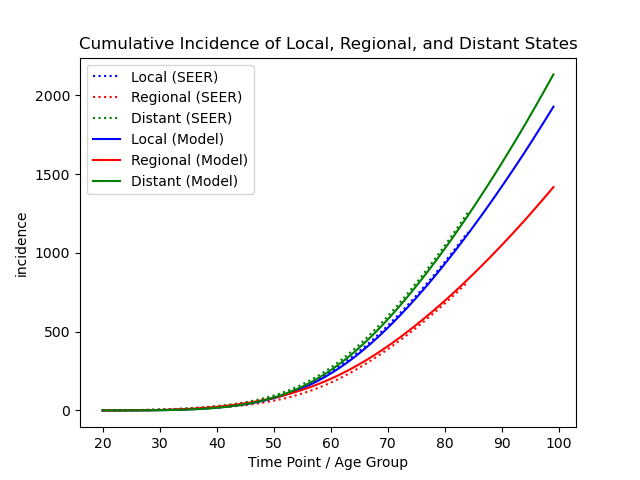 Cumulative Incidence of Local, Regional, and Distant States
Local (SEER)
Regional (SEER)
Distant (SEER)
Local (Model)
Regional (Model)
Distant (Model)
incidence
2000
1500
1000
500
0
20 30 40 50 60 70 80 90 100
Time Point / Age Group